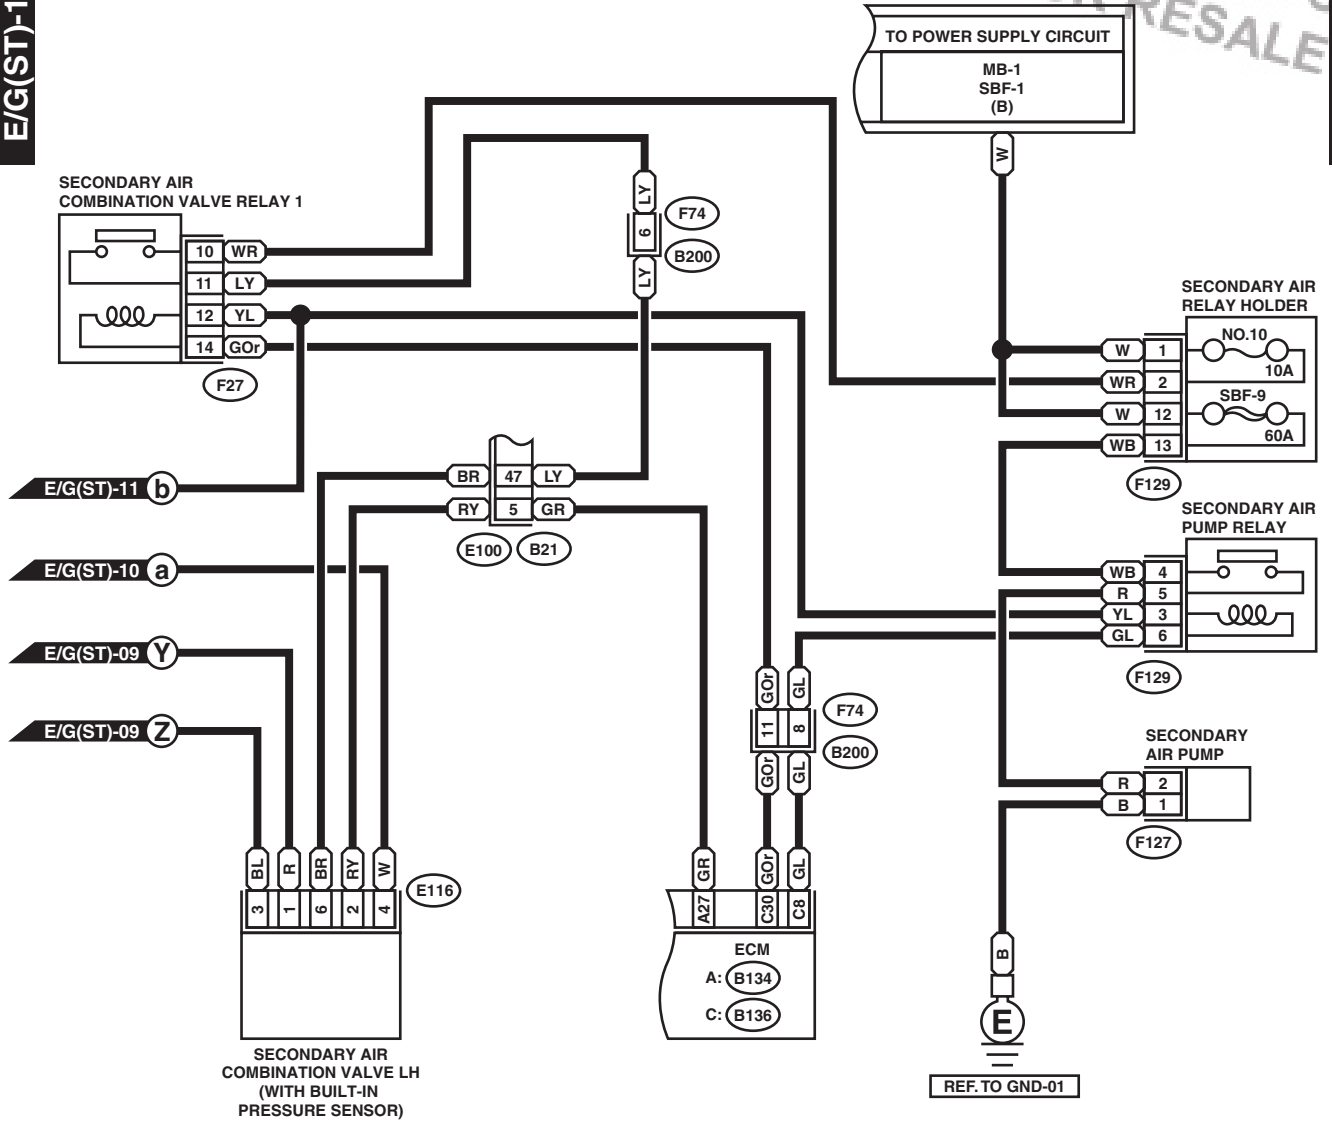 E/G(ST)-1
RESALE
TO POWER SUPPLY CIRCUIT
MB-1
SBF-1
(B)
W
SECONDARY AIR
COMBINATION VALVE RELAY 1
10 WR
11 LY
12 YL
14 GOr
F27
LY
6
LY
F74
B200
SECONDARY AIR
RELAY HOLDER
W 1
WR 2
W 12
WB 13
NO.10
10A
SBF-9
60A
F129
E/G(ST)-11 b
E/G(ST)-10 a
E/G(ST)-09 Y
E/G(ST)-09 Z
BR 47 LY
RY 5 GR
E100 B21
SECONDARY AIR
PUMP RELAY
WB 4
R 5
YL 3
GL 6
F129
GOr GL
11 8
GOr GL
F74
B200
SECONDARY
AIR PUMP
R 2
B 1
F127
BL R BR RY W
3 1 6 2 4
E116
SECONDARY AIR
COMBINATION VALVE LH
(WITH BUILT-IN
PRESSURE SENSOR)
GR GOr GL
A27 C30 C8
ECM
A: B134
C: B136
B
E
REF. TO GND-01